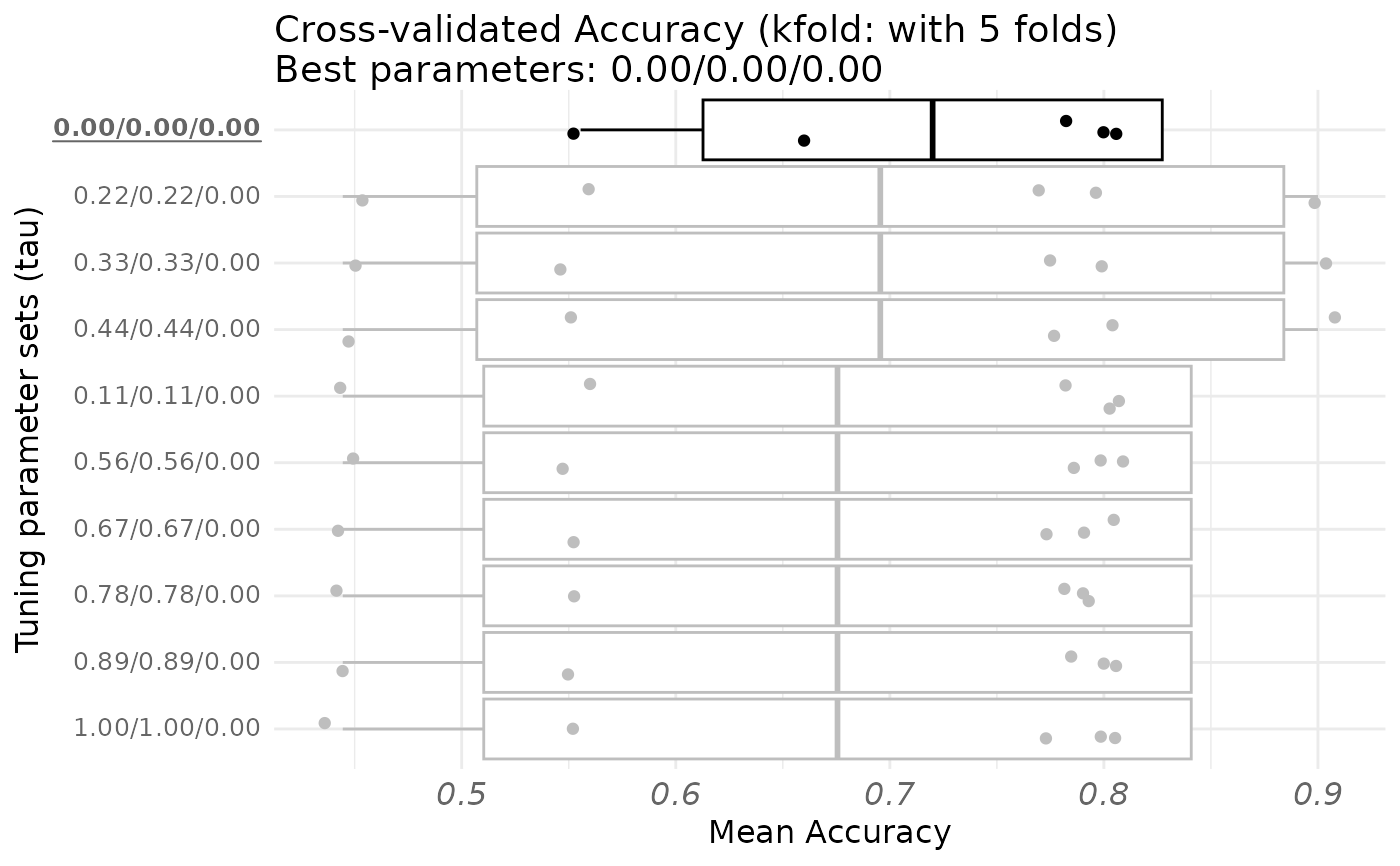 Cross-validated Accuracy (kfold: with 5 folds)
Best parameters: 0.00/0.00/0.00
Tuning parameter sets (tau)
0.00/0.00/0.00
0.22/0.22/0.00
0.33/0.33/0.00
0.44/0.44/0.00
0.11/0.11/0.00
0.56/0.56/0.00
0.67/0.67/0.00
0.78/0.78/0.00
0.89/0.89/0.00
1.00/1.00/0.00
0.5 0.6 0.7 0.8 0.9
Mean Accuracy